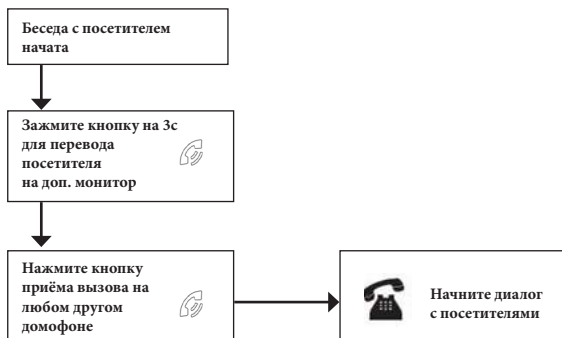 Беседа с посетителем
начата
Зажмите кнопку на 3с
для перевода
посетителя
на доп. монитор
Нажмите кнопку
приёма вызова на
любом другом
домофоне
Начните диалог
с посетителями